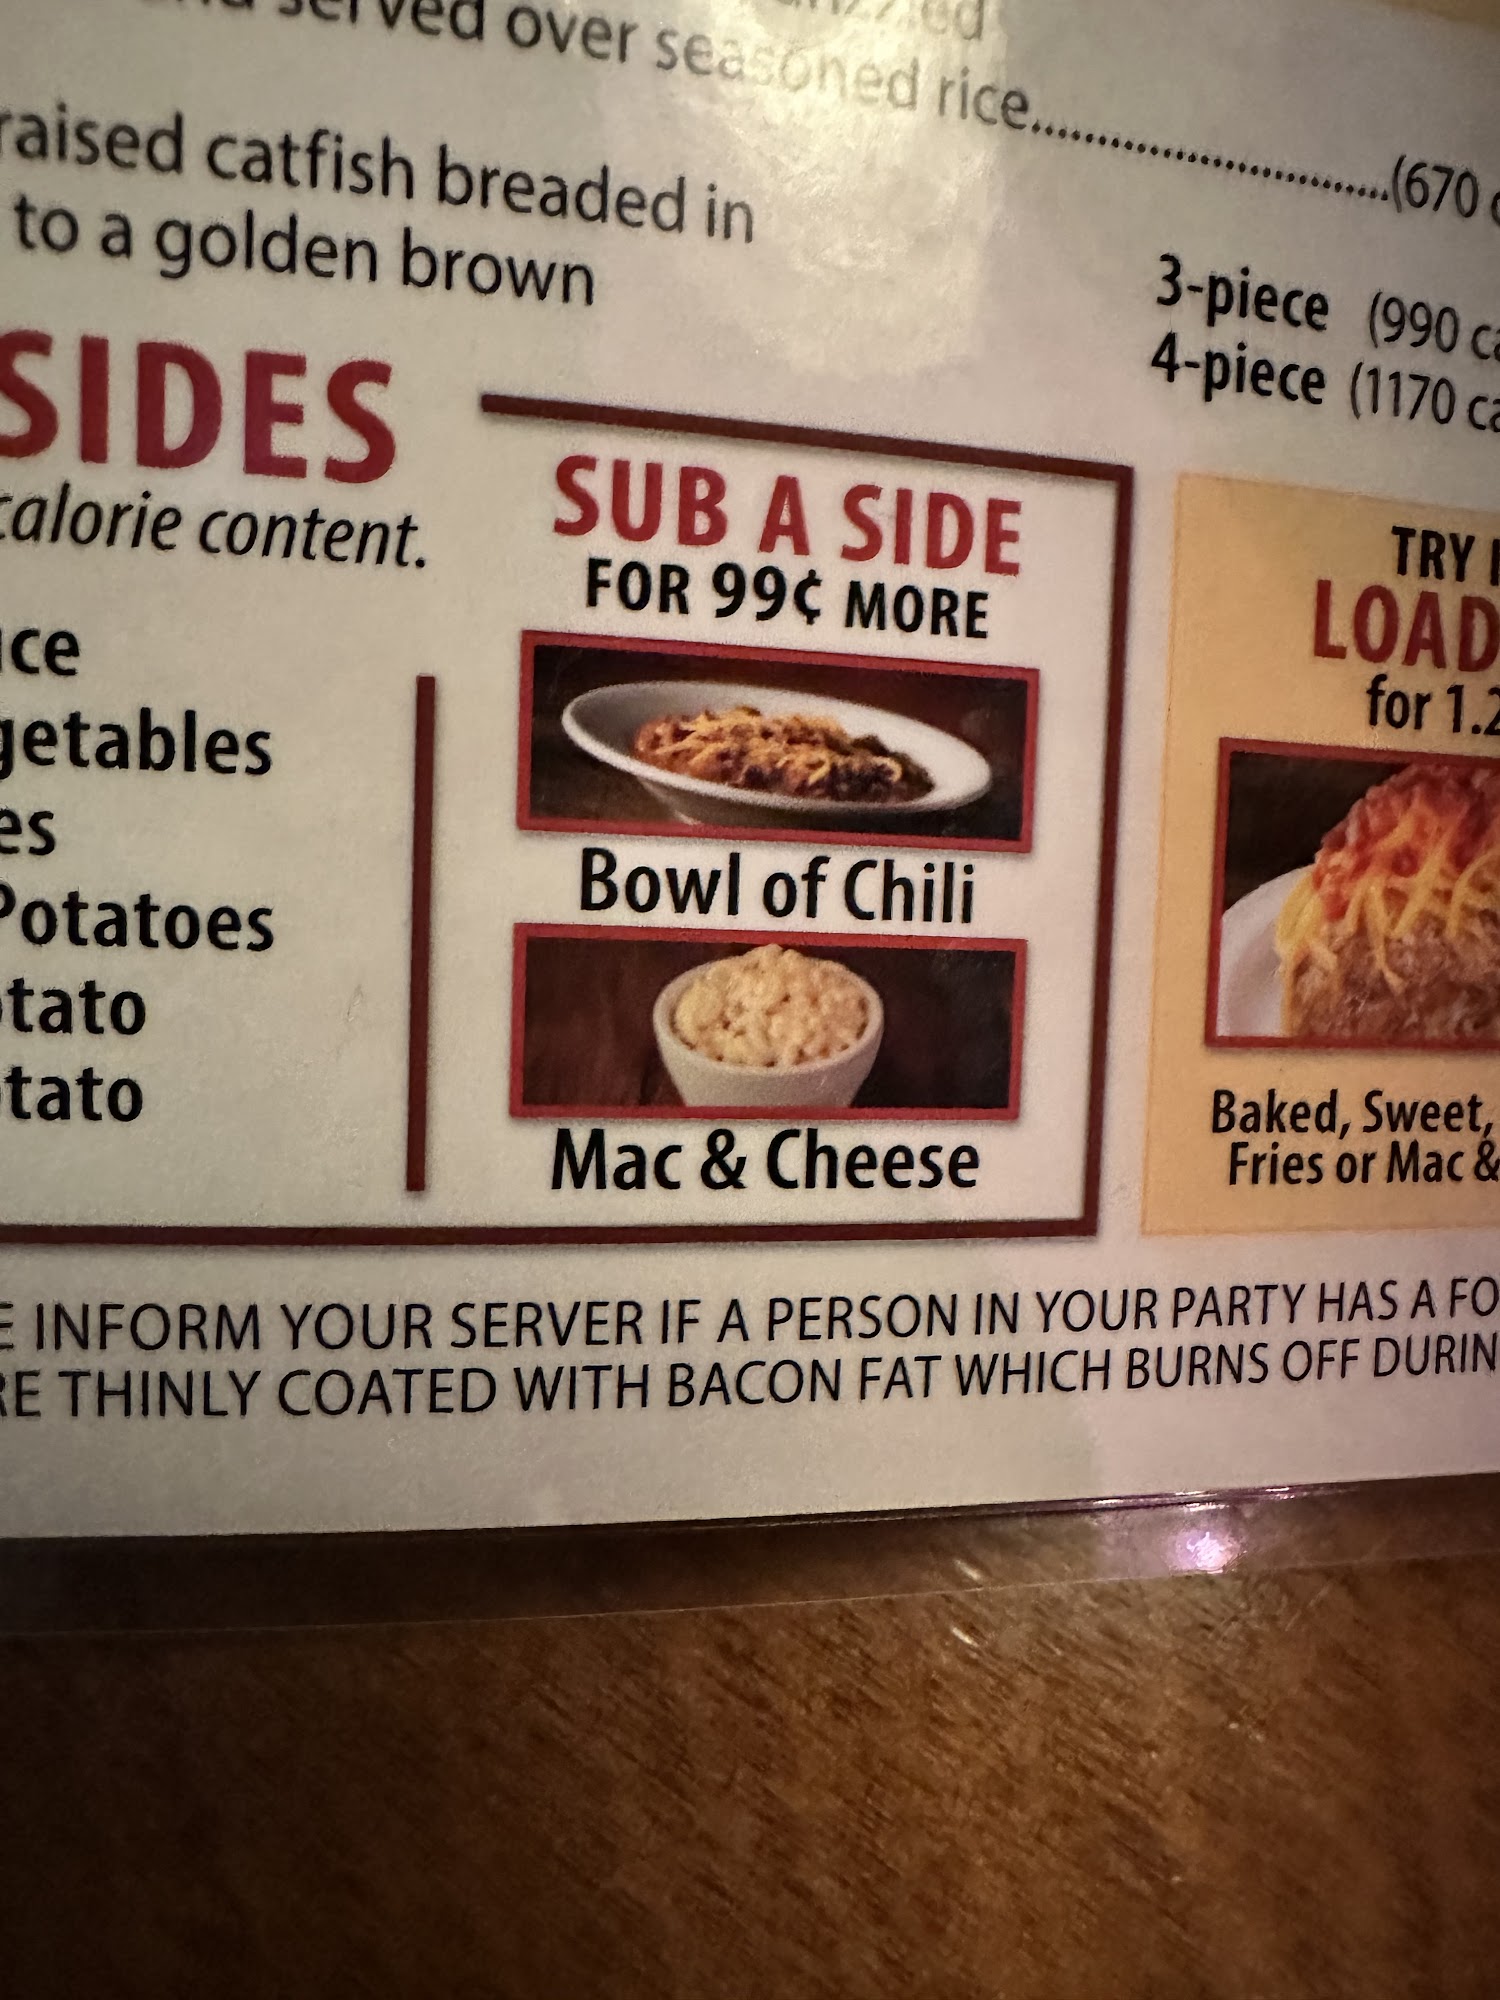 served over seasoned rice....................................(670
raised catfish breaded in
to a golden brown
3-piece (990
4-piece (1170
SIDES
calorie content.
SUB A SIDE
FOR 99¢ MORE
Bowl of Chili
Mac & Cheese
getables
Potatoes
tato
tato
TRY
LOAD
for 1.2
Baked, Sweet,
Fries or Mac &
INFORM YOUR SERVER IF A PERSON IN YOUR PARTY HAS A FO
RE THINLY COATED WITH BACON FAT WHICH BURNS OFF DURIN